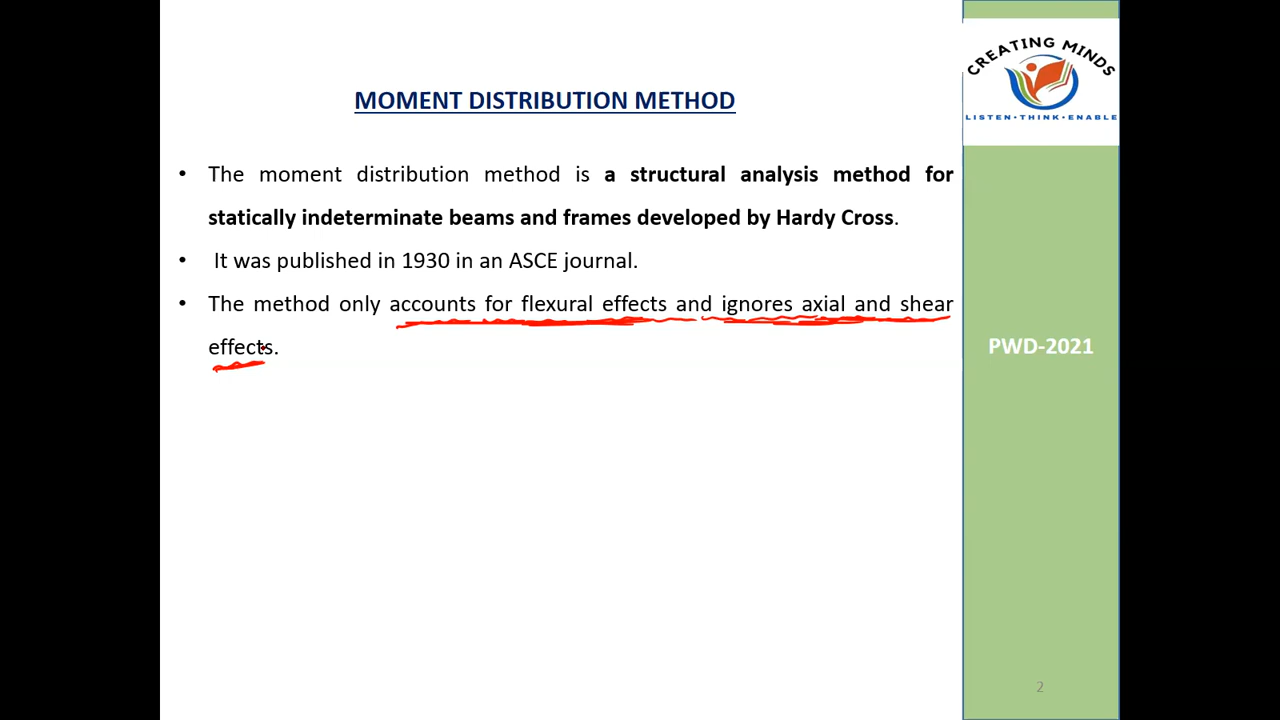 CREATING MINDS
LISTEN•THINK•ENABLE
MOMENT DISTRIBUTION METHOD
• The moment distribution method is a structural analysis method for
statically indeterminate beams and frames developed by Hardy Cross.
• It was published in 1930 in an ASCE journal.
• The method only accounts for flexural effects and ignores axial and shear
effects.
PWD-2021
2